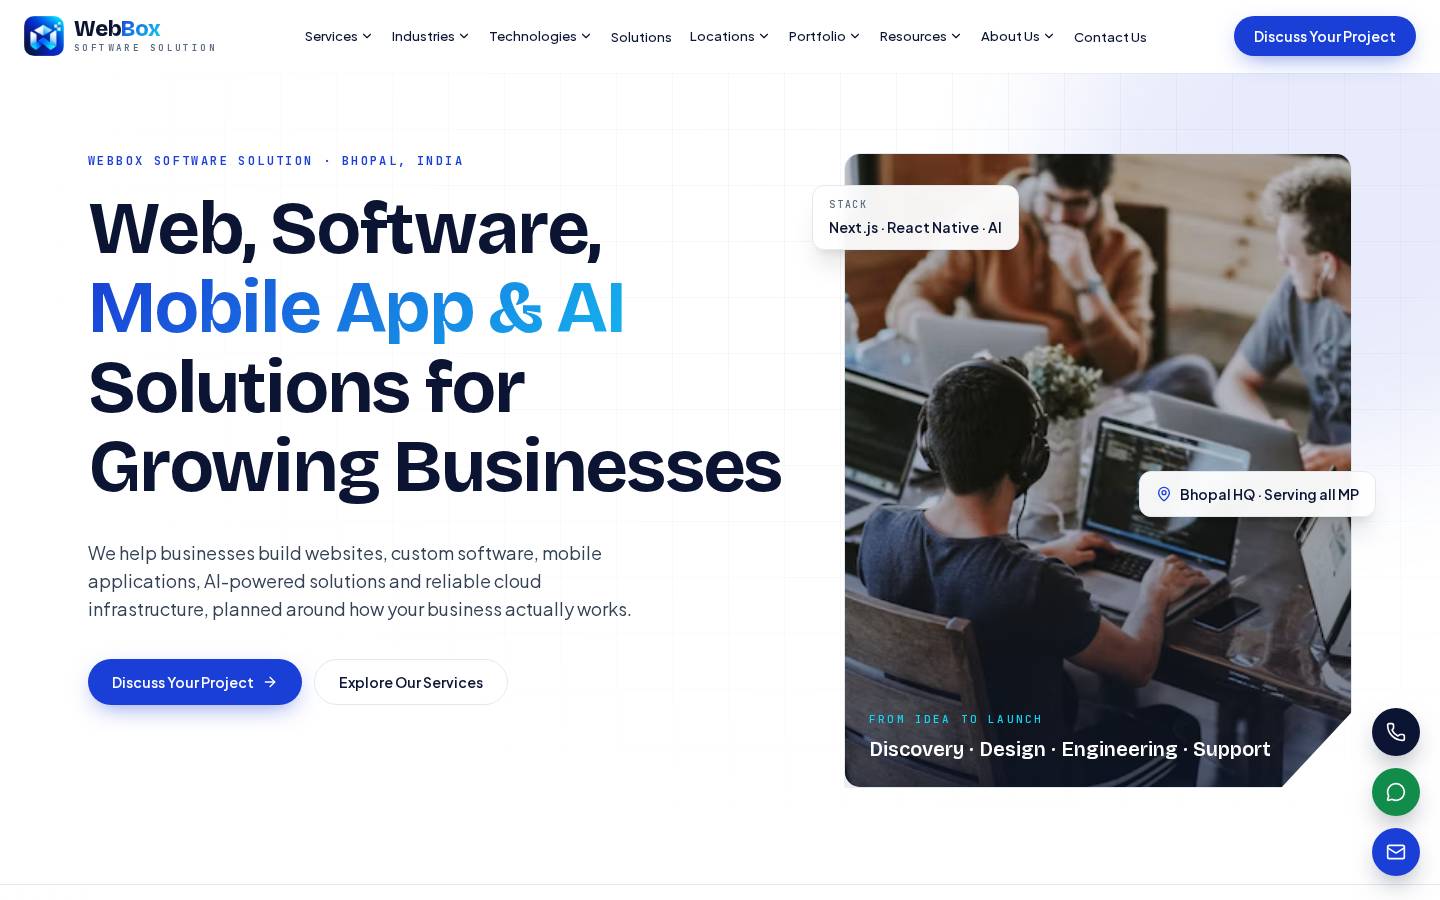 WebBox
SOFTWARE SOLUTION
Services
Industries
Technologies
Solutions
Locations
Portfolio
Resources
About Us
Contact Us
Discuss Your Project
WEBBOX SOFTWARE SOLUTION · BHOPAL, INDIA
Web, Software,
Mobile App & AI
Solutions for
Growing Businesses
We help businesses build websites, custom software, mobile
applications, AI-powered solutions and reliable cloud
infrastructure, planned around how your business actually works.
Discuss Your Project
Explore Our Services
STACK
Next.js · React Native · AI
Bhopal HQ · Serving all MP
FROM IDEA TO LAUNCH
Discovery · Design · Engineering · Support